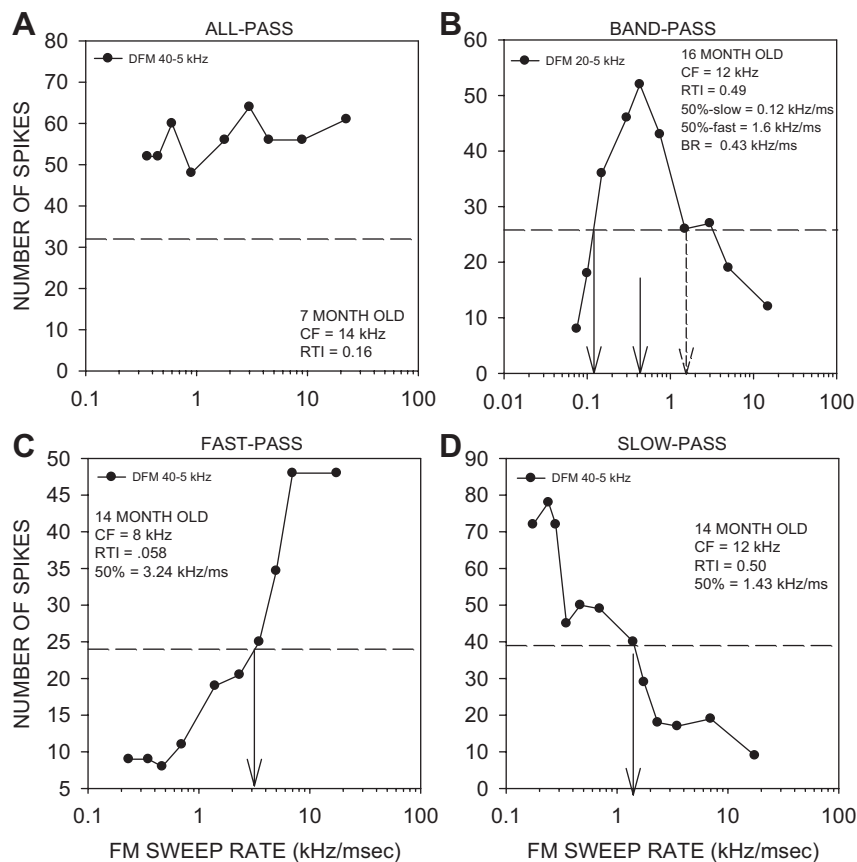 A
ALL-PASS
80
70
60
50
40
30
20
10
0
NUMBER OF SPIKES
DFM 40-5 kHz
7 MONTH OLD
CF = 14 kHz
RTI = 0.16
0.1 1 10 100
B
BAND-PASS
60
50
40
30
20
10
0
DFM 20-5 kHz
16 MONTH OLD
CF = 12 kHz
RTI = 0.49
50%-slow = 0.12 kHz/ms
50%-fast = 1.6 kHz/ms
BR = 0.43 kHz/ms
0.01 0.1 1 10 100
C
FAST-PASS
50
45
40
35
30
25
20
15
10
5
NUMBER OF SPIKES
DFM 40-5 kHz
14 MONTH OLD
CF = 8 kHz
RTI = .058
50% = 3.24 kHz/ms
0.1 1 10 100
FM SWEEP RATE (kHz/msec)
D
SLOW-PASS
90
80
70
60
50
40
30
20
10
0
DFM 40-5 kHz
14 MONTH OLD
CF = 12 kHz
RTI = 0.50
50% = 1.43 kHz/ms
0.1 1 10 100
FM SWEEP RATE (kHz/msec)